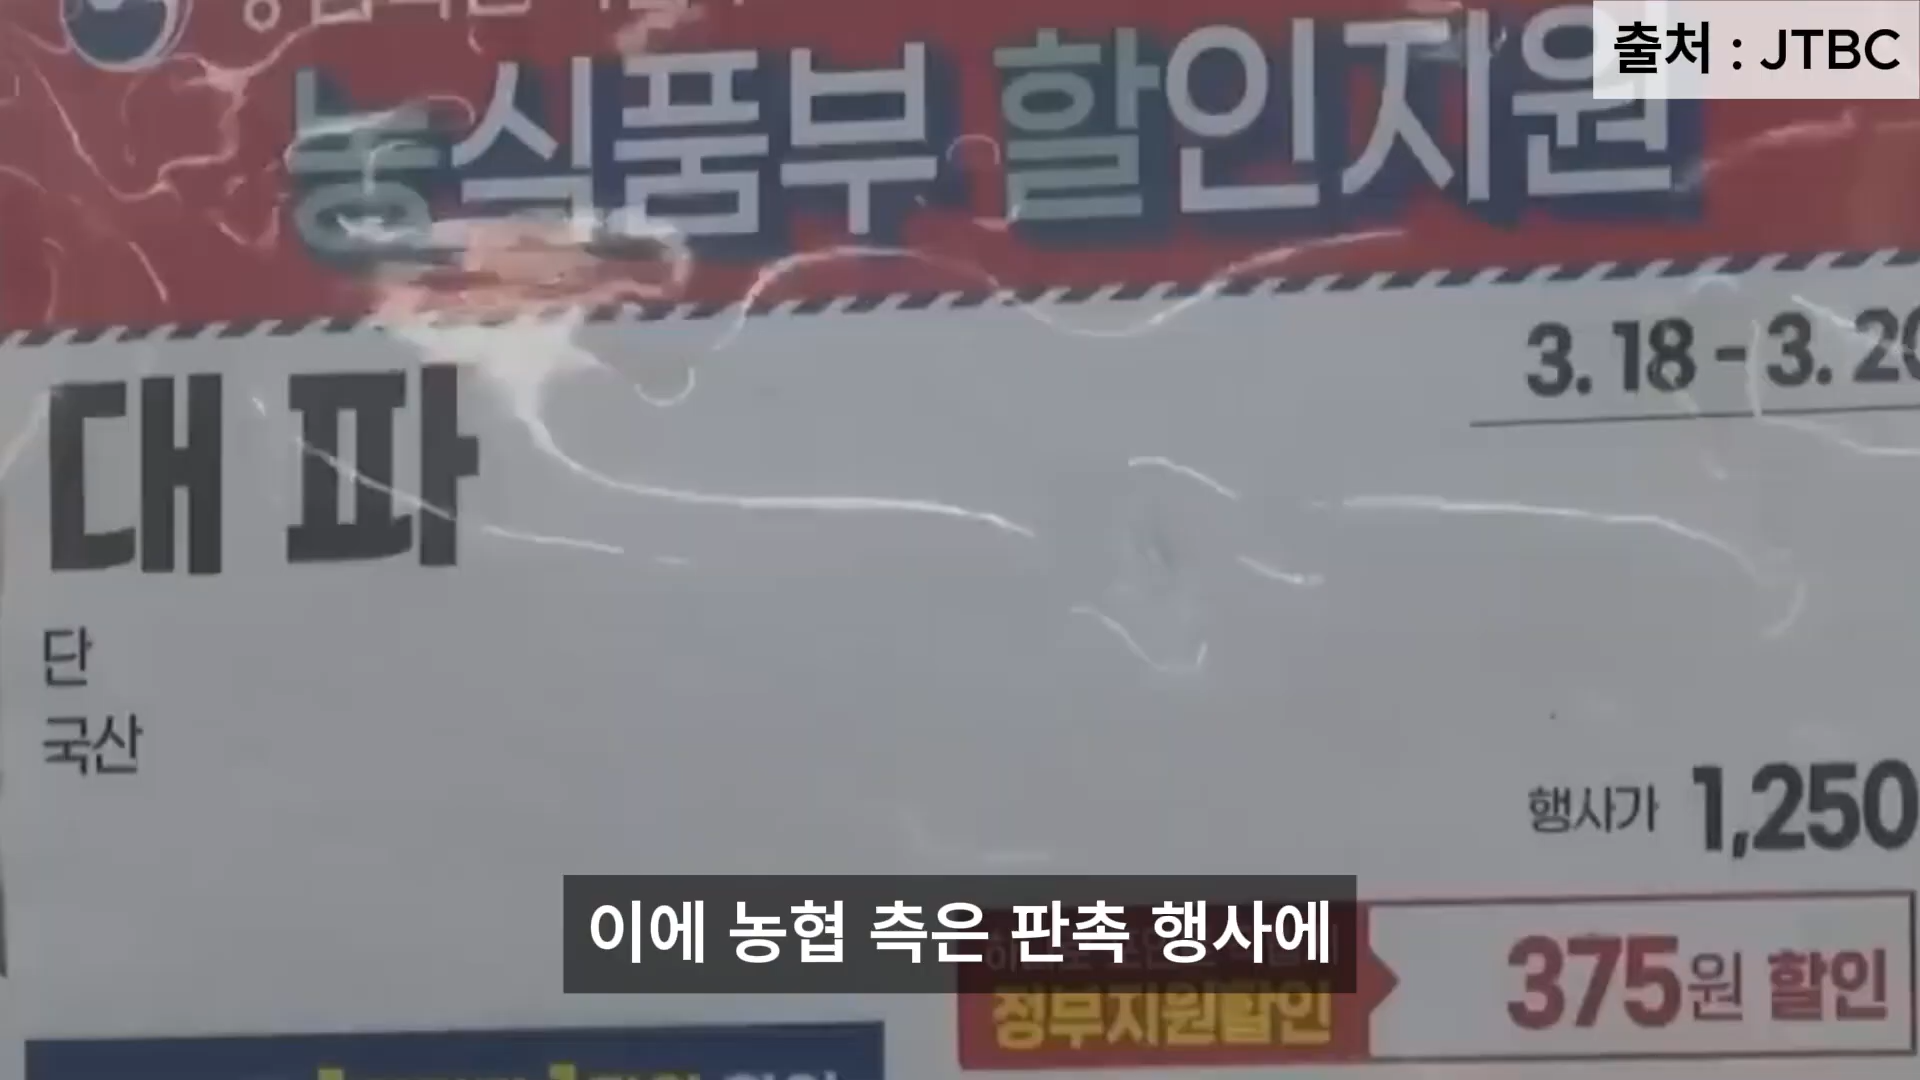 출처 : JTBC
농식품부 할인지원
3. 18 - 3. 20
대파
단
국산
행사가 1,250
이에 농협 측은 판촉 행사에
정부지원할인
375원 할인